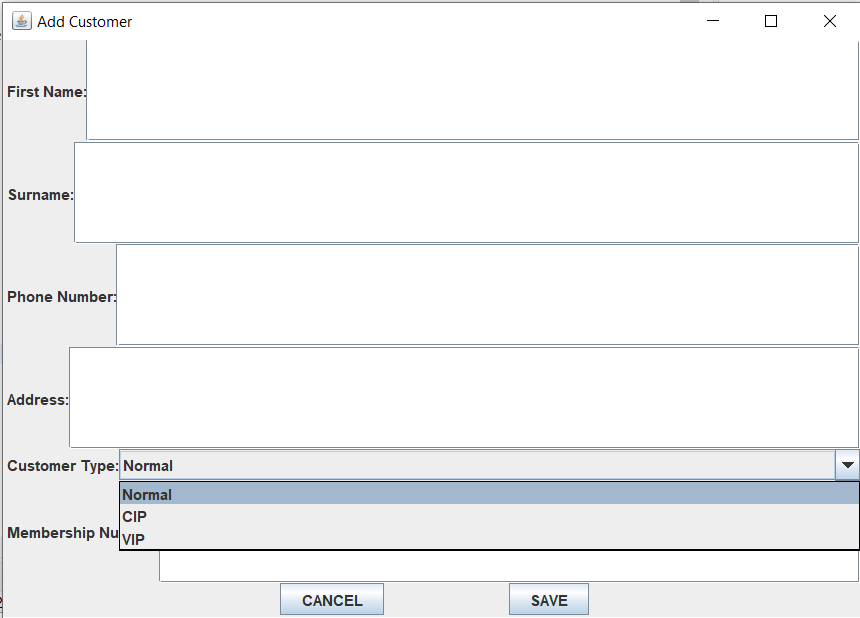 Add Customer
First Name:
Surname:
Phone Number:
Address:
Customer Type: Normal
Normal
CIP
VIP
Membership Nu
CANCEL SAVE